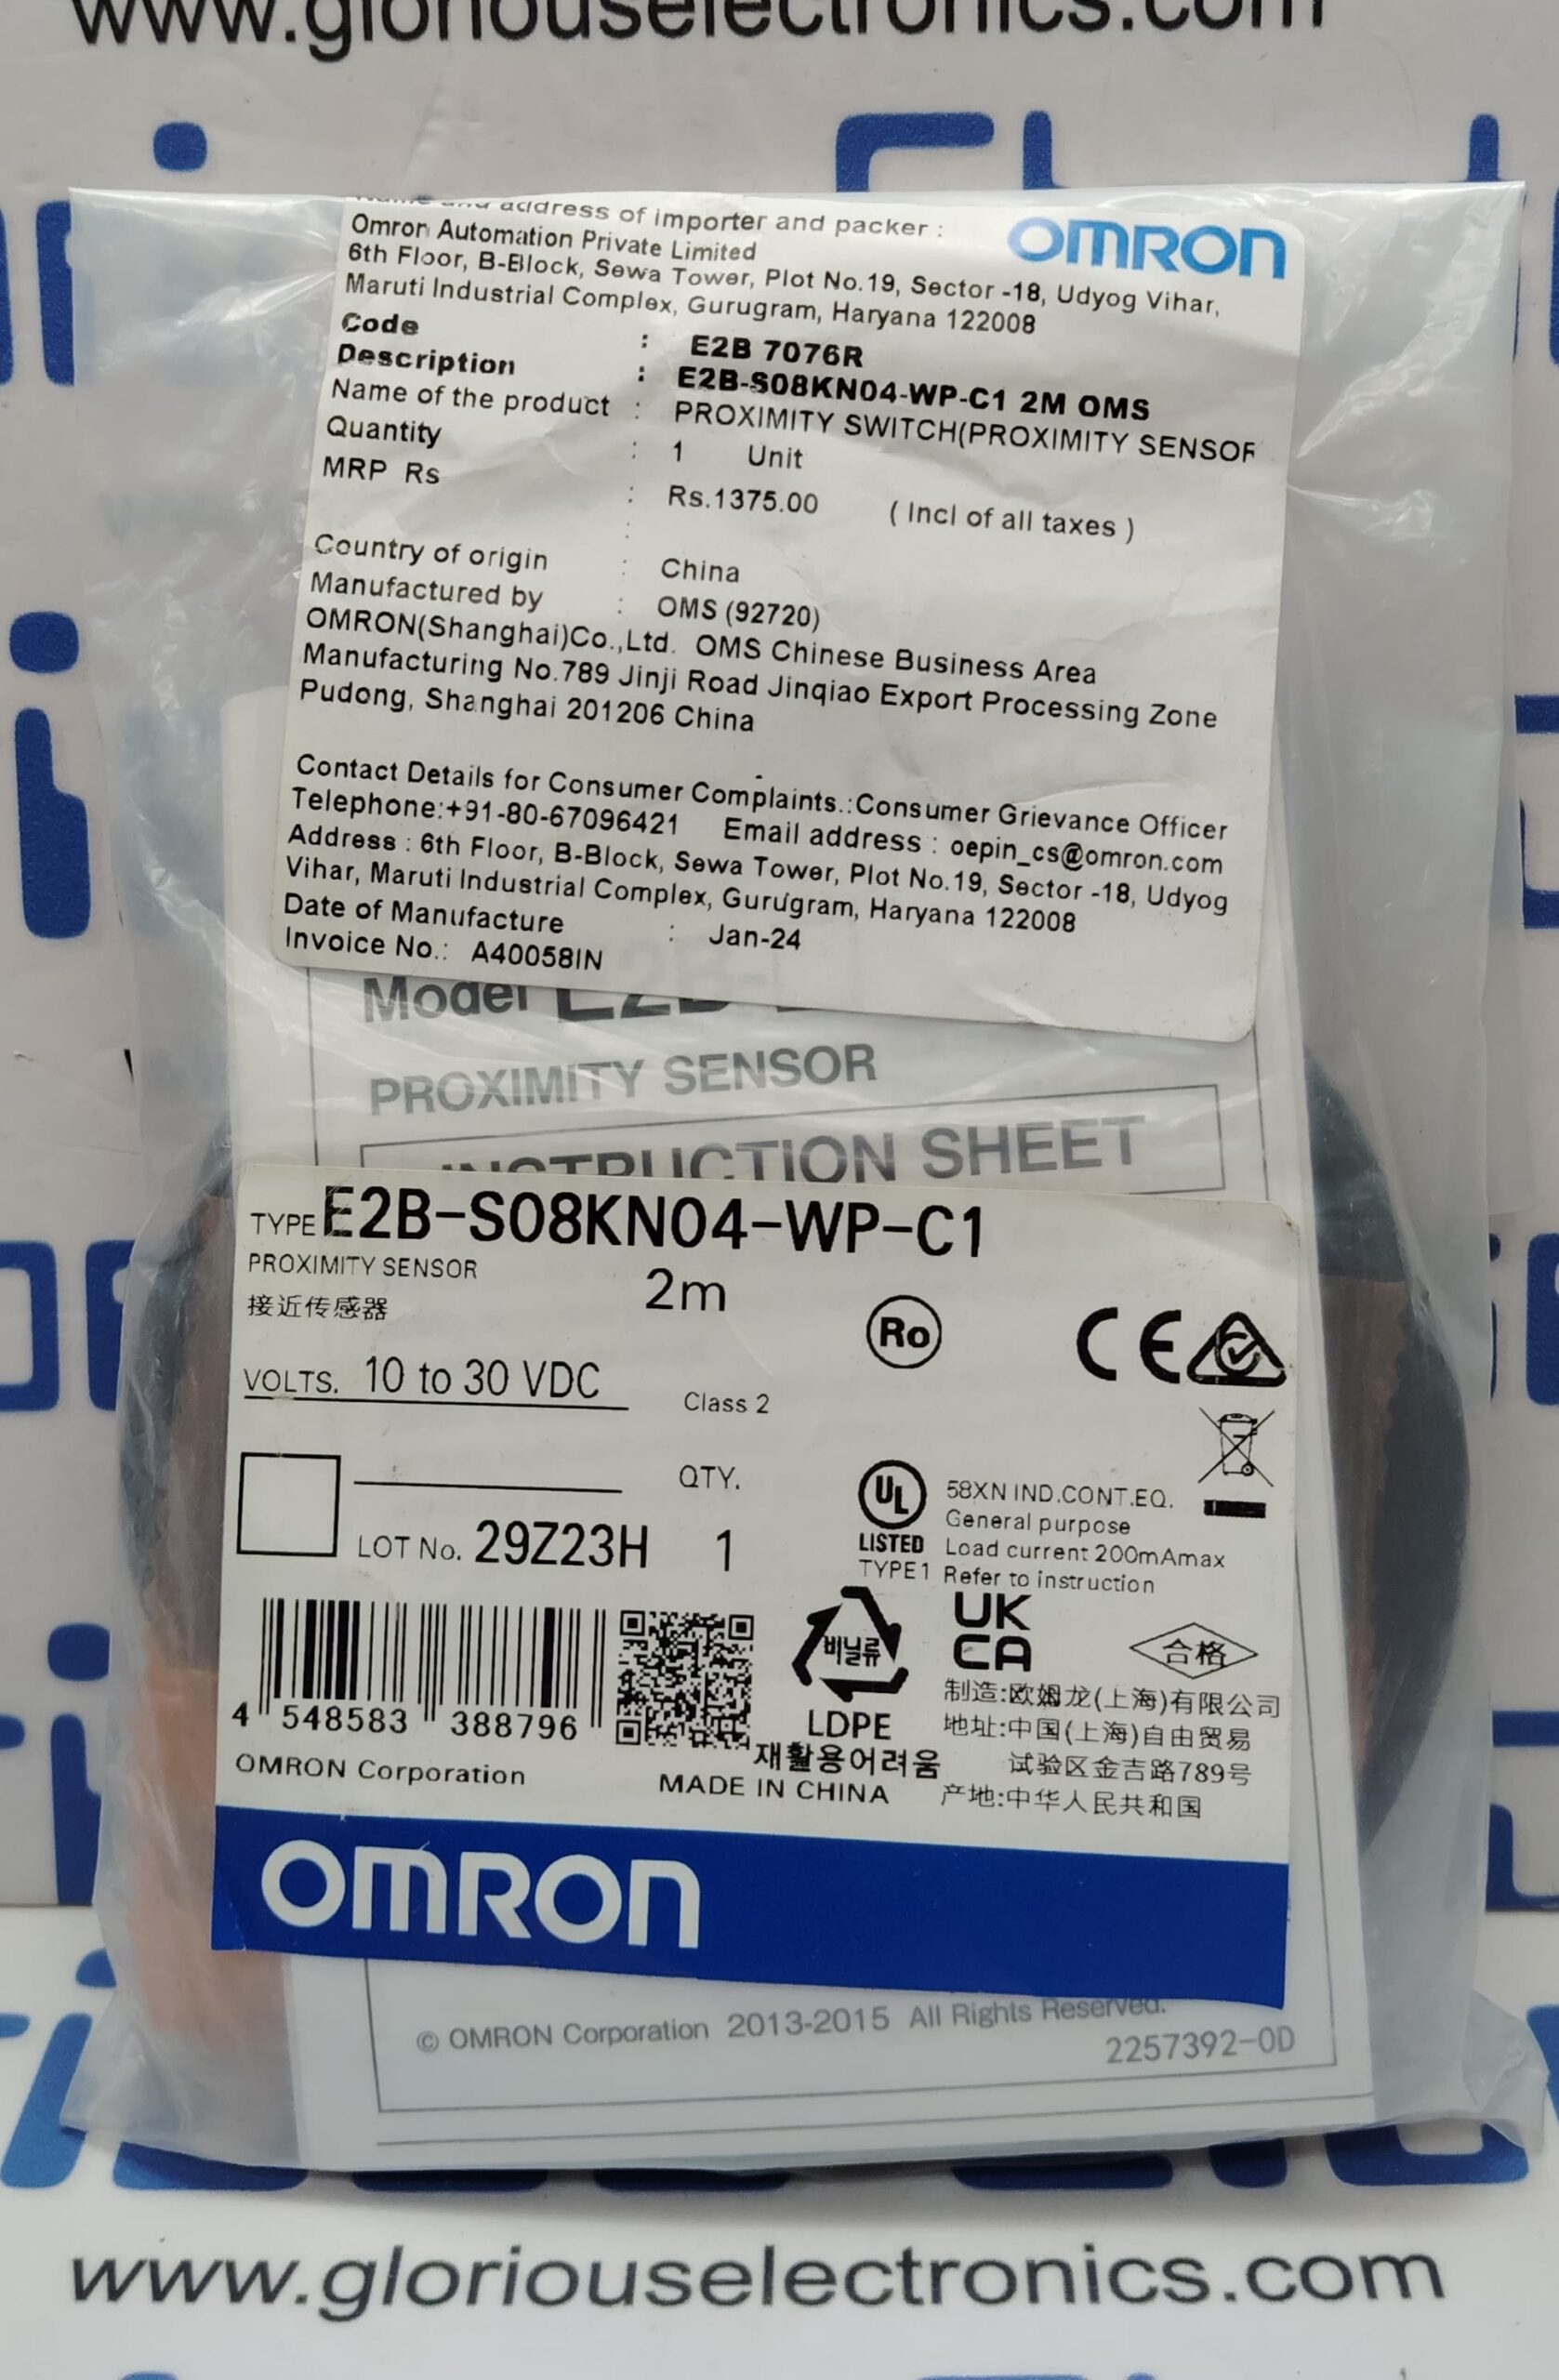 www.gloriouselectronics.com
address of importer and packer :
OMRON
Omron Automation Private Limited
6th Floor, B-Block, Sewa Tower, Plot No.19, Sector -18, Udyog Vihar,
Maruti Industrial Complex, Gurugram, Haryana 122008
Code : E2B 7076R
Description : E2B-S08KN04-WP-C1 2M OMS
Name of the product : PROXIMITY SWITCH(PROXIMITY SENSOR
Quantity : 1 Unit
MRP Rs : Rs.1375.00 ( Incl of all taxes )
Country of origin : China
Manufactured by : OMS (92720)
OMRON(Shanghai)Co.,Ltd. OMS Chinese Business Area
Manufacturing No.789 Jinji Road Jinqiao Export Processing Zone
Pudong, Shanghai 201206 China
Contact Details for Consumer Complaints.:Consumer Grievance Officer
Telephone:+91-80-67096421 Email address : oepin_cs@omron.com
Address : 6th Floor, B-Block, Sewa Tower, Plot No.19, Sector -18, Udyog
Vihar, Maruti Industrial Complex, Gurugram, Haryana 122008
Date of Manufacture : Jan-24
Invoice No.: A40058IN
Model E2B-
PROXIMITY SENSOR
INSTRUCTION SHEET
TYPE E2B-S08KN04-WP-C1
PROXIMITY SENSOR 2m
接近传感器
Ro
CE
VOLTS. 10 to 30 VDC Class 2
QTY.
LOT No. 29Z23H 1
UL
LISTED
TYPE1
58XN IND.CONT.EQ.
General purpose
Load current 200mAmax
Refer to instruction
4 548583 388796
비닐류
LDPE
재활용어려움
UK
CA
合格
制造:欧姆龙(上海)有限公司
地址:中国(上海)自由贸易
试验区金吉路789号
产地:中华人民共和国
OMRON Corporation
MADE IN CHINA
OMRON
© OMRON Corporation 2013-2015 All Rights Reserved.
2257392-0D
www.gloriouselectronics.com